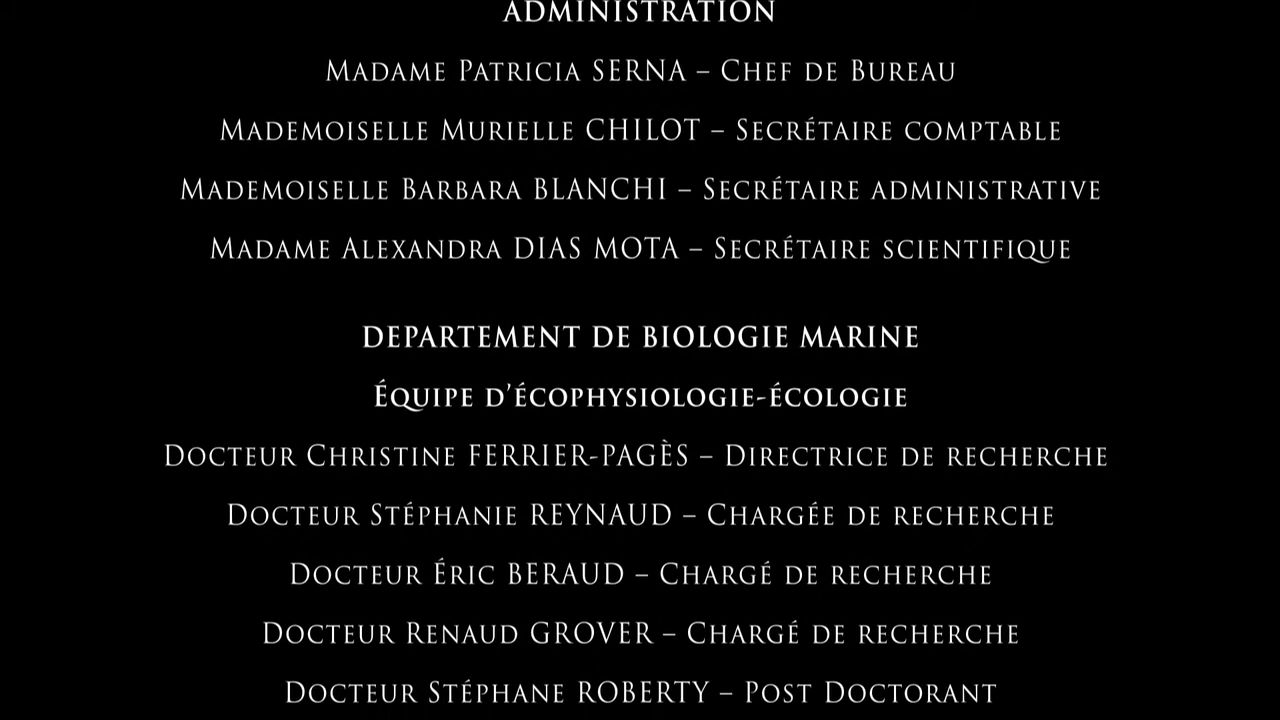 ADMINISTRATION
Madame Patricia SERNA – Chef de Bureau
Mademoiselle Murielle CHILOT – Secrétaire comptable
Mademoiselle Barbara BLANCHI – Secrétaire administrative
Madame Alexandra DIAS MOTA – Secrétaire scientifique
DEPARTEMENT DE BIOLOGIE MARINE
Équipe d’écophysiologie-écologie
Docteur Christine FERRIER-PAGÈS – Directrice de recherche
Docteur Stéphanie REYNAUD – Chargée de recherche
Docteur Éric BERAUD – Chargé de recherche
Docteur Renaud GROVER – Chargé de recherche
Docteur Stéphane ROBERTY – Post Doctorant